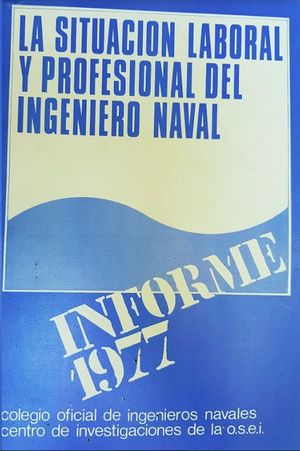 LA SITUACION LABORAL
Y PROFESIONAL DEL
INGENIERO NAVAL
INFORME
1977
colegio oficial de ingenieros navales
centro de investigaciones de la o.s.e.i.